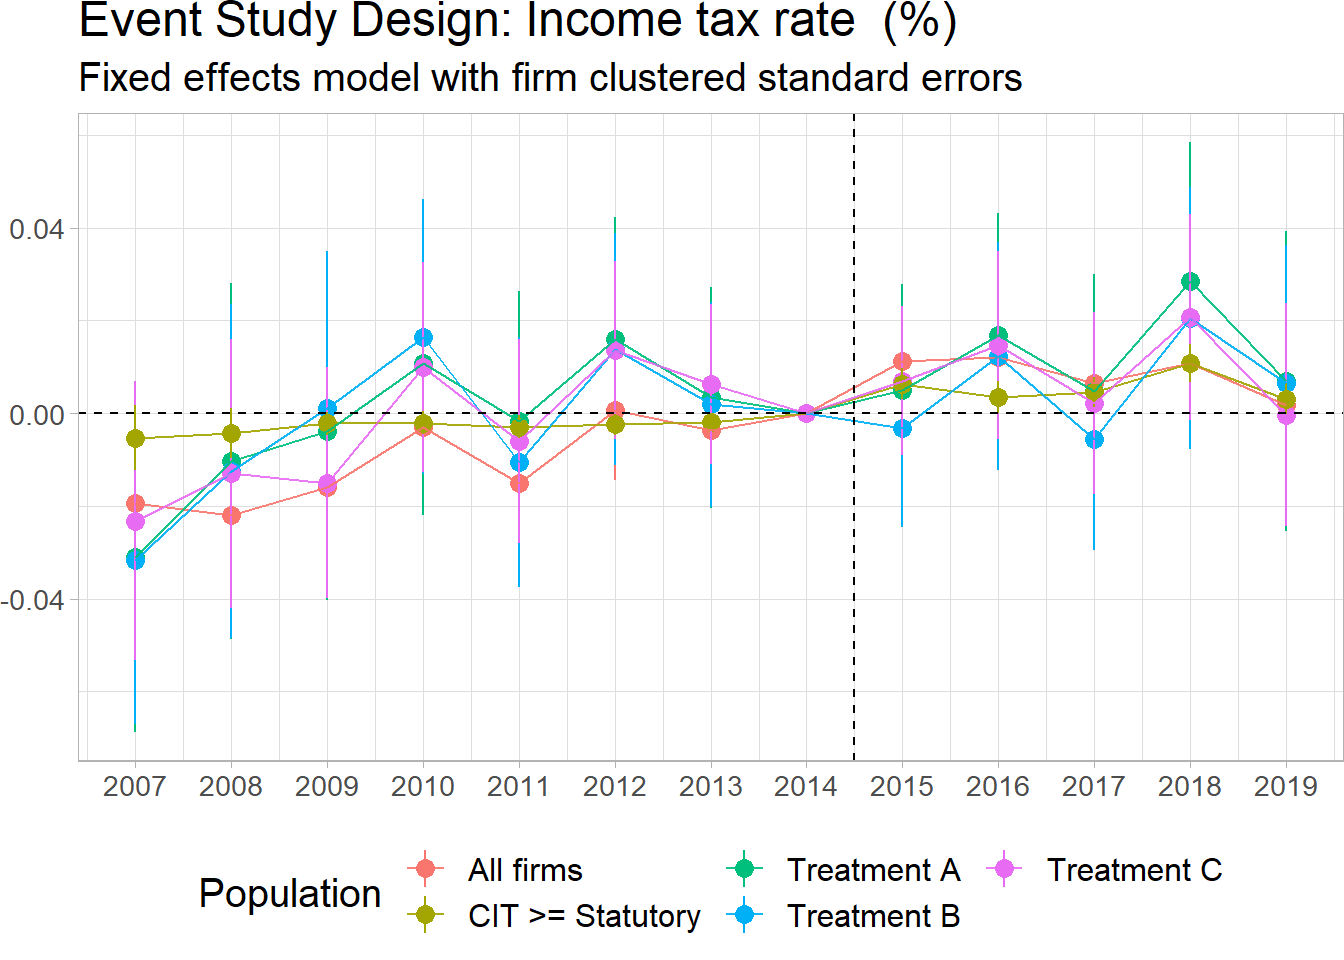 Event Study Design: Income tax rate  (%)
Fixed effects model with firm clustered standard errors
0.04
0.00
-0.04
2007 2008 2009 2010 2011 2012 2013 2014 2015 2016 2017 2018 2019
Population
All firms Treatment A Treatment C
CIT >= Statutory Treatment B